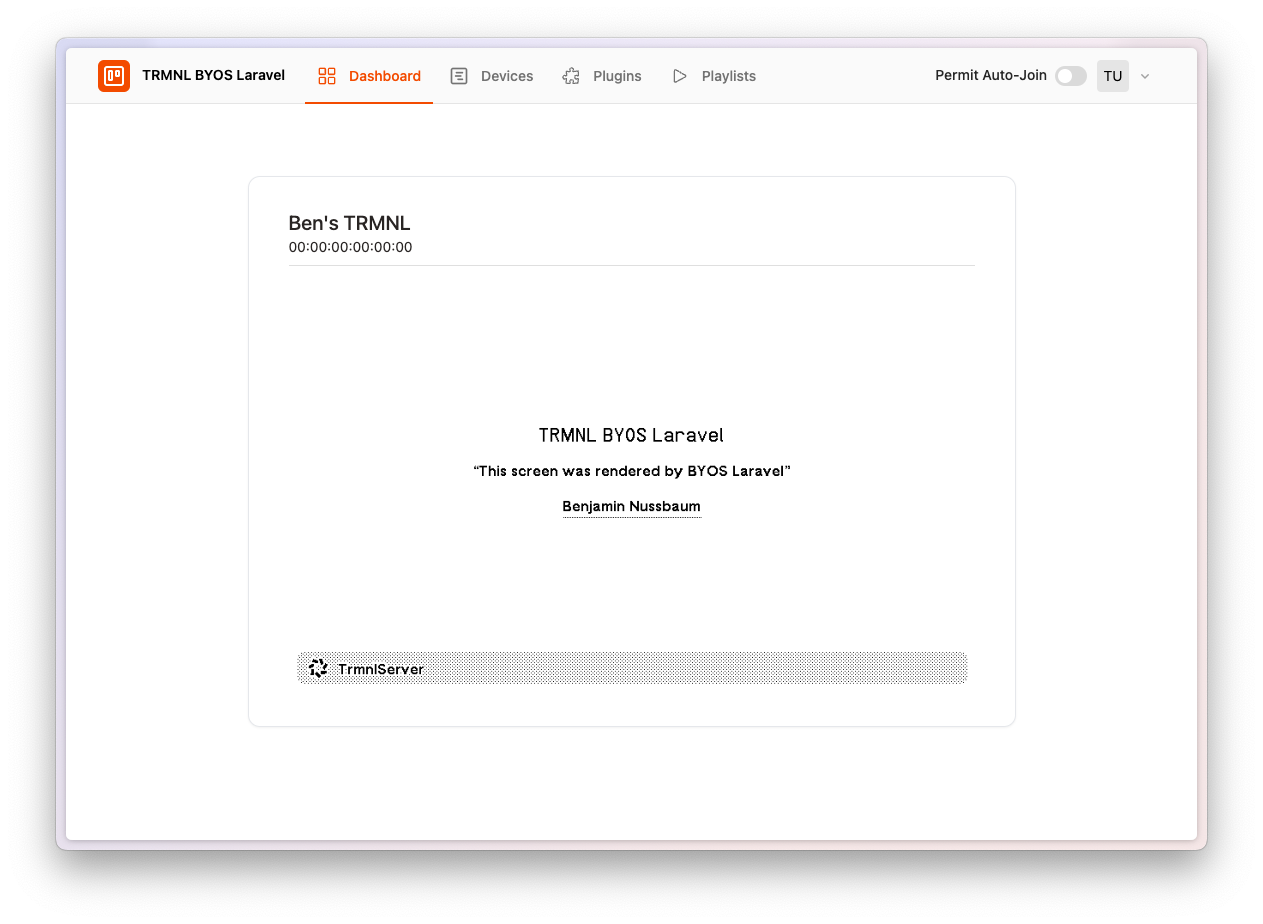 TRMNL BYOS Laravel Dashboard Devices Plugins Playlists Permit Auto-Join TU
Ben's TRMNL
00:00:00:00:00:00
TRMNL BYOS Laravel
“This screen was rendered by BYOS Laravel”
Benjamin Nussbaum
TrmnlServer